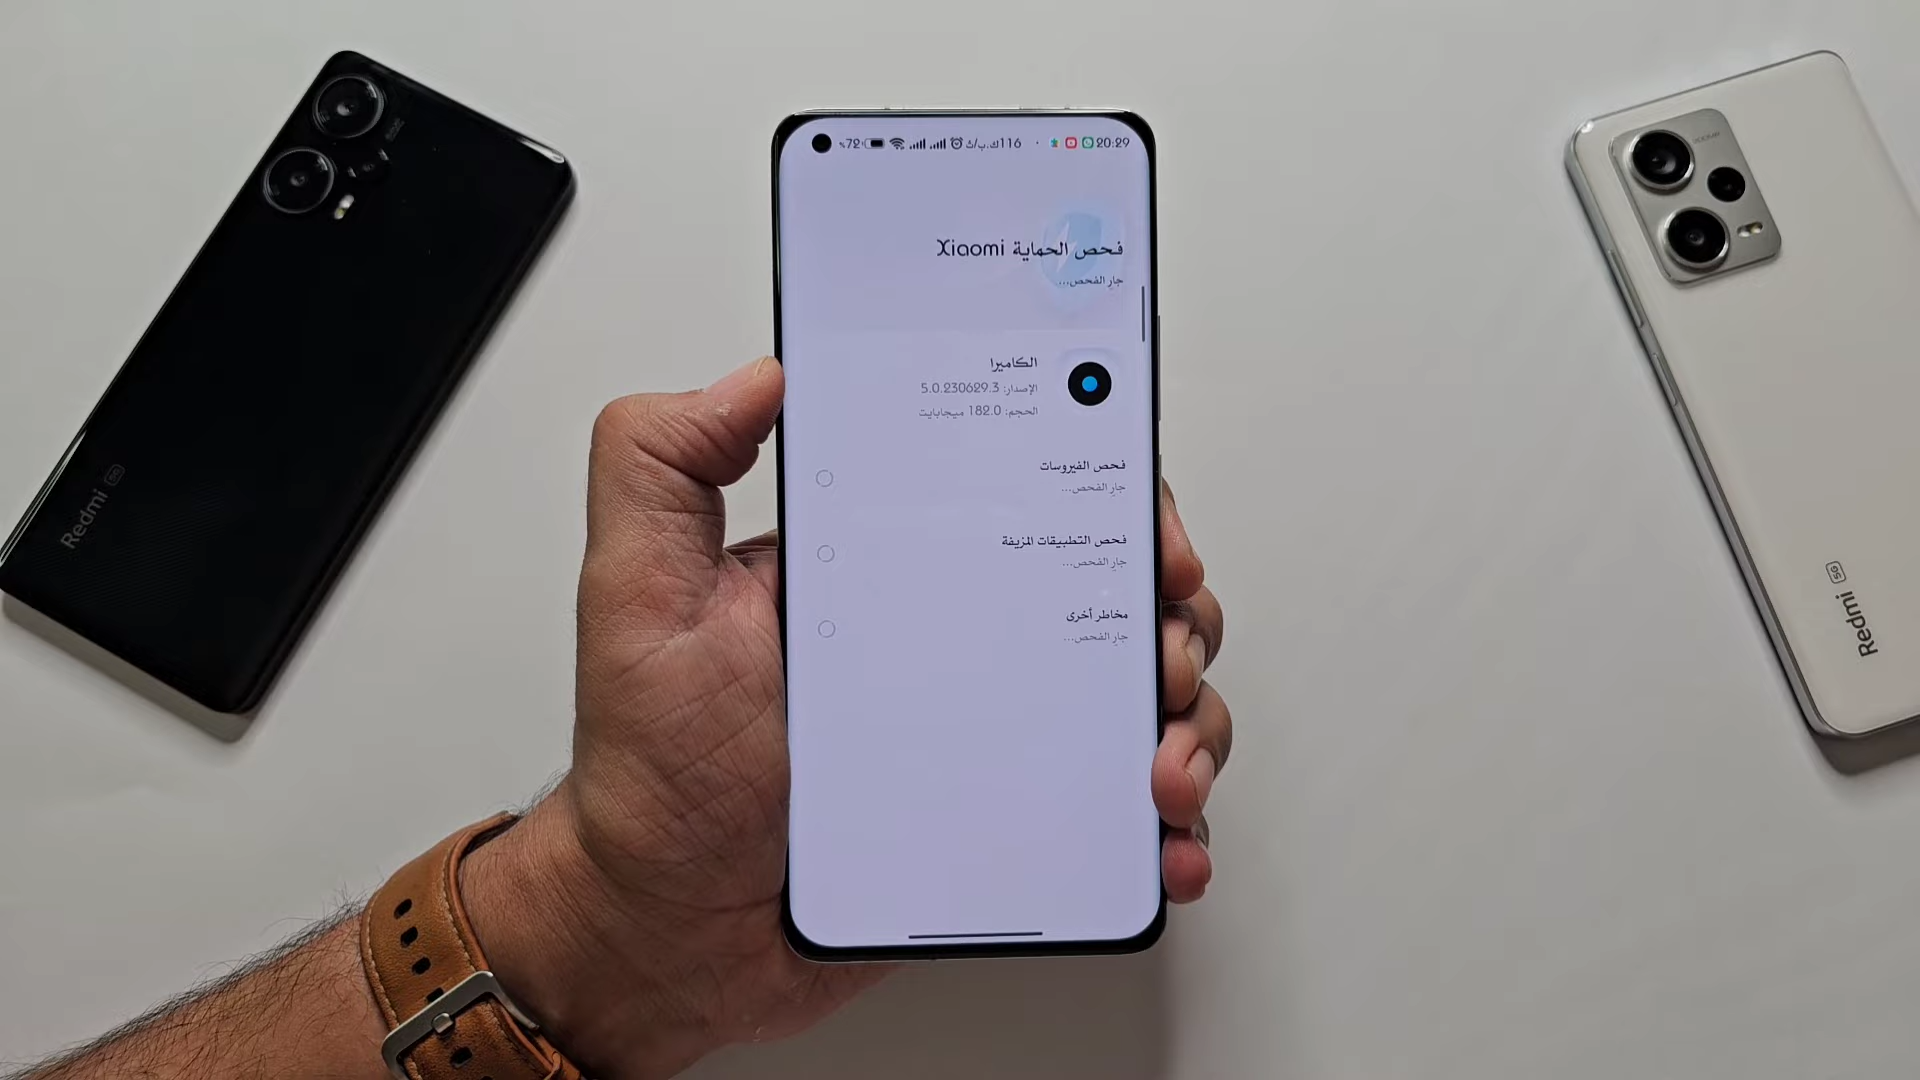 20:29
116ك.ب/ث
72%
فحص الحماية Xiaomi
جارِ الفحص...
الكاميرا
الإصدار: 5.0.230629.3
الحجم: 182.0 ميجابايت
فحص الفيروسات
جارِ الفحص...
فحص التطبيقات المزيفة
جارِ الفحص...
مخاطر أخرى
جارِ الفحص...
Redmi 5G
Redmi 5G